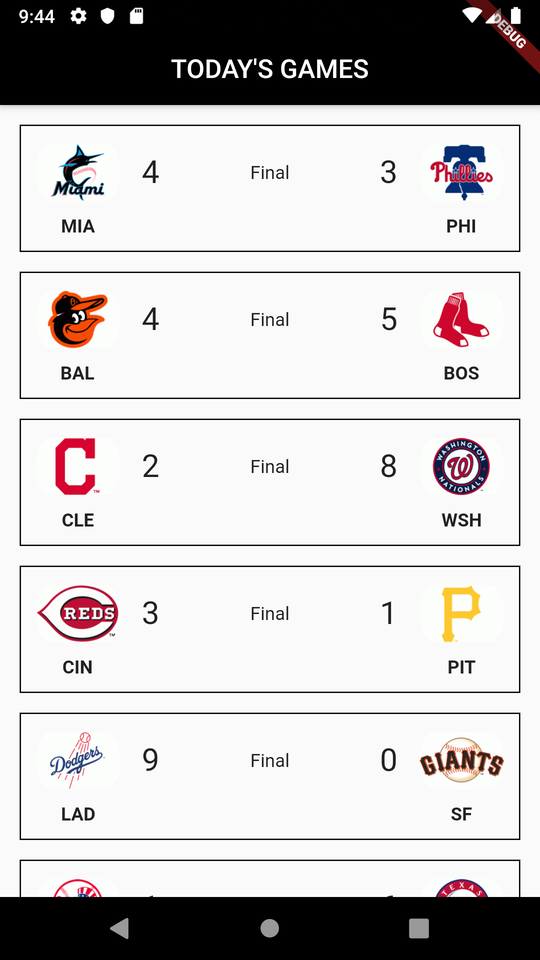 9:44
DEBUG
TODAY'S GAMES
4 Final 3
Miami
Phillies
MIA PHI
4 Final 5
BAL BOS
C
2 Final 8
WASHINGTON
W
NATIONALS
CLE WSH
REDS
3 Final 1
P
CIN PIT
Dodgers
9 Final 0
GIANTS
LAD SF
TEXAS